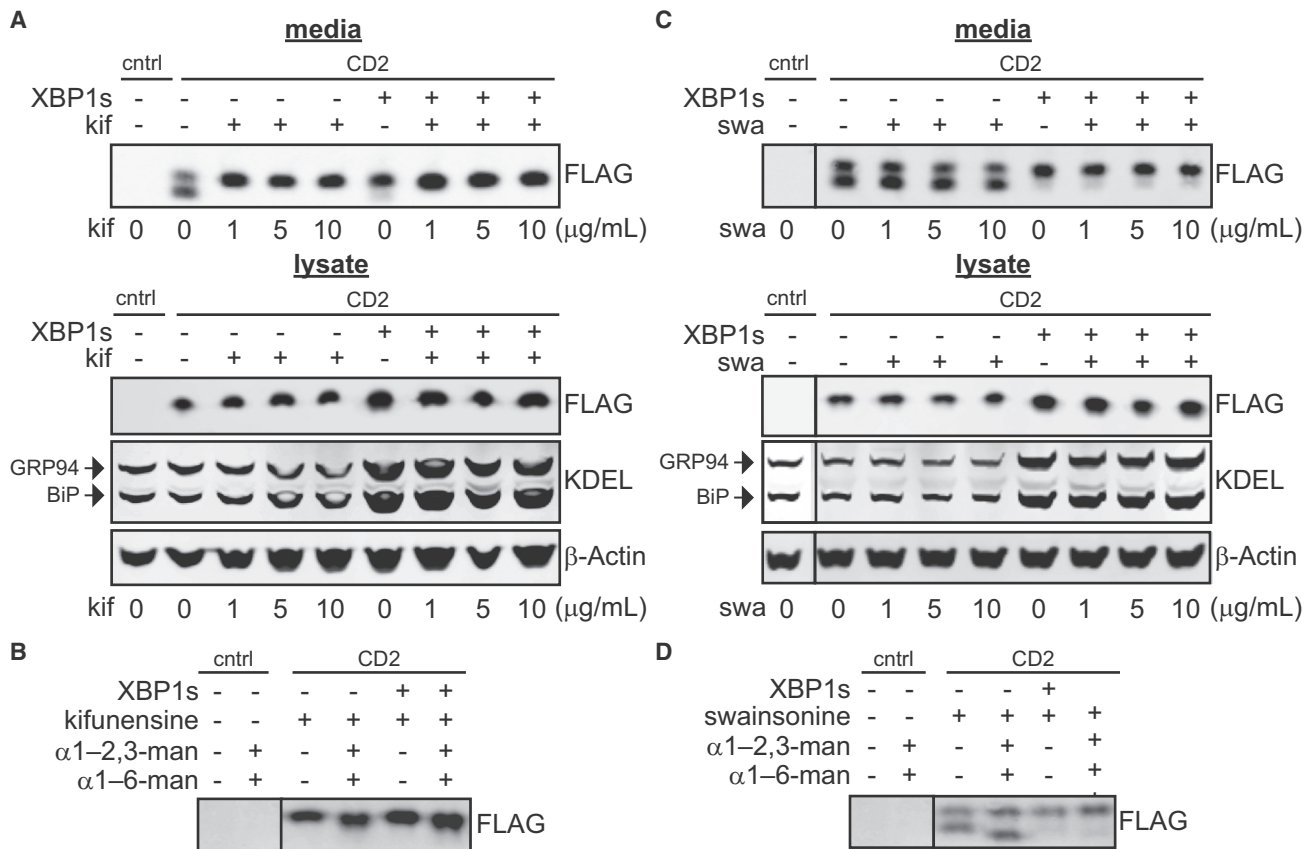 A
media
cntrl CD2
XBP1s - - - - - + + + +
kif - - + + + - + + +
FLAG
kif 0 0 1 5 10 0 1 5 10 (μg/mL)
lysate
cntrl CD2
XBP1s - - - - - + + + +
kif - - + + + - + + +
FLAG
GRP94
BiP
KDEL
β-Actin
kif 0 0 1 5 10 0 1 5 10 (μg/mL)
B
cntrl CD2
XBP1s - - - - + +
kifunensine - - + + + +
α1–2,3-man - + - + - +
α1–6-man - + - + - +
FLAG
C
media
cntrl CD2
XBP1s - - - - - + + + +
swa - - + + + - + + +
FLAG
swa 0 0 1 5 10 0 1 5 10 (μg/mL)
lysate
cntrl CD2
XBP1s - - - - - + + + +
swa - - + + + - + + +
FLAG
GRP94
BiP
KDEL
β-Actin
swa 0 0 1 5 10 0 1 5 10 (μg/mL)
D
cntrl CD2
XBP1s - - - - +
swainsonine - - + + + +
α1–2,3-man - + - + - +
α1–6-man - + - + - +
FLAG